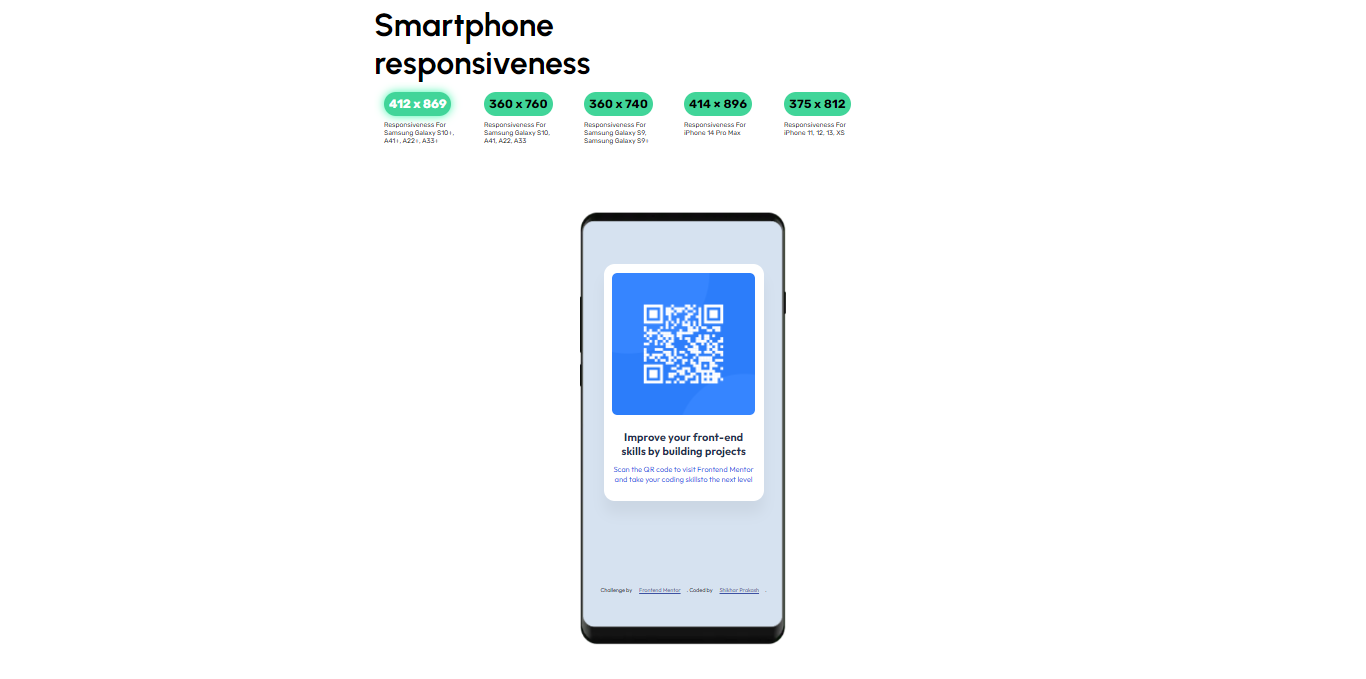 Smartphone
responsiveness
412 x 869
360 x 760
360 x 740
414 x 896
375 x 812
Responsiveness For
Samsung Galaxy S10+,
A41+, A22+, A33+
Responsiveness For
Samsung Galaxy S10,
A41, A22, A33
Responsiveness For
Samsung Galaxy S9,
Samsung Galaxy S9+
Responsiveness For
iPhone 14 Pro Max
Responsiveness For
iPhone 11, 12, 13, XS
Improve your front-end
skills by building projects
Scan the QR code to visit Frontend Mentor
and take your coding skillsto the next level
Challenge by Frontend Mentor . Coded by Shikhar Prakash .